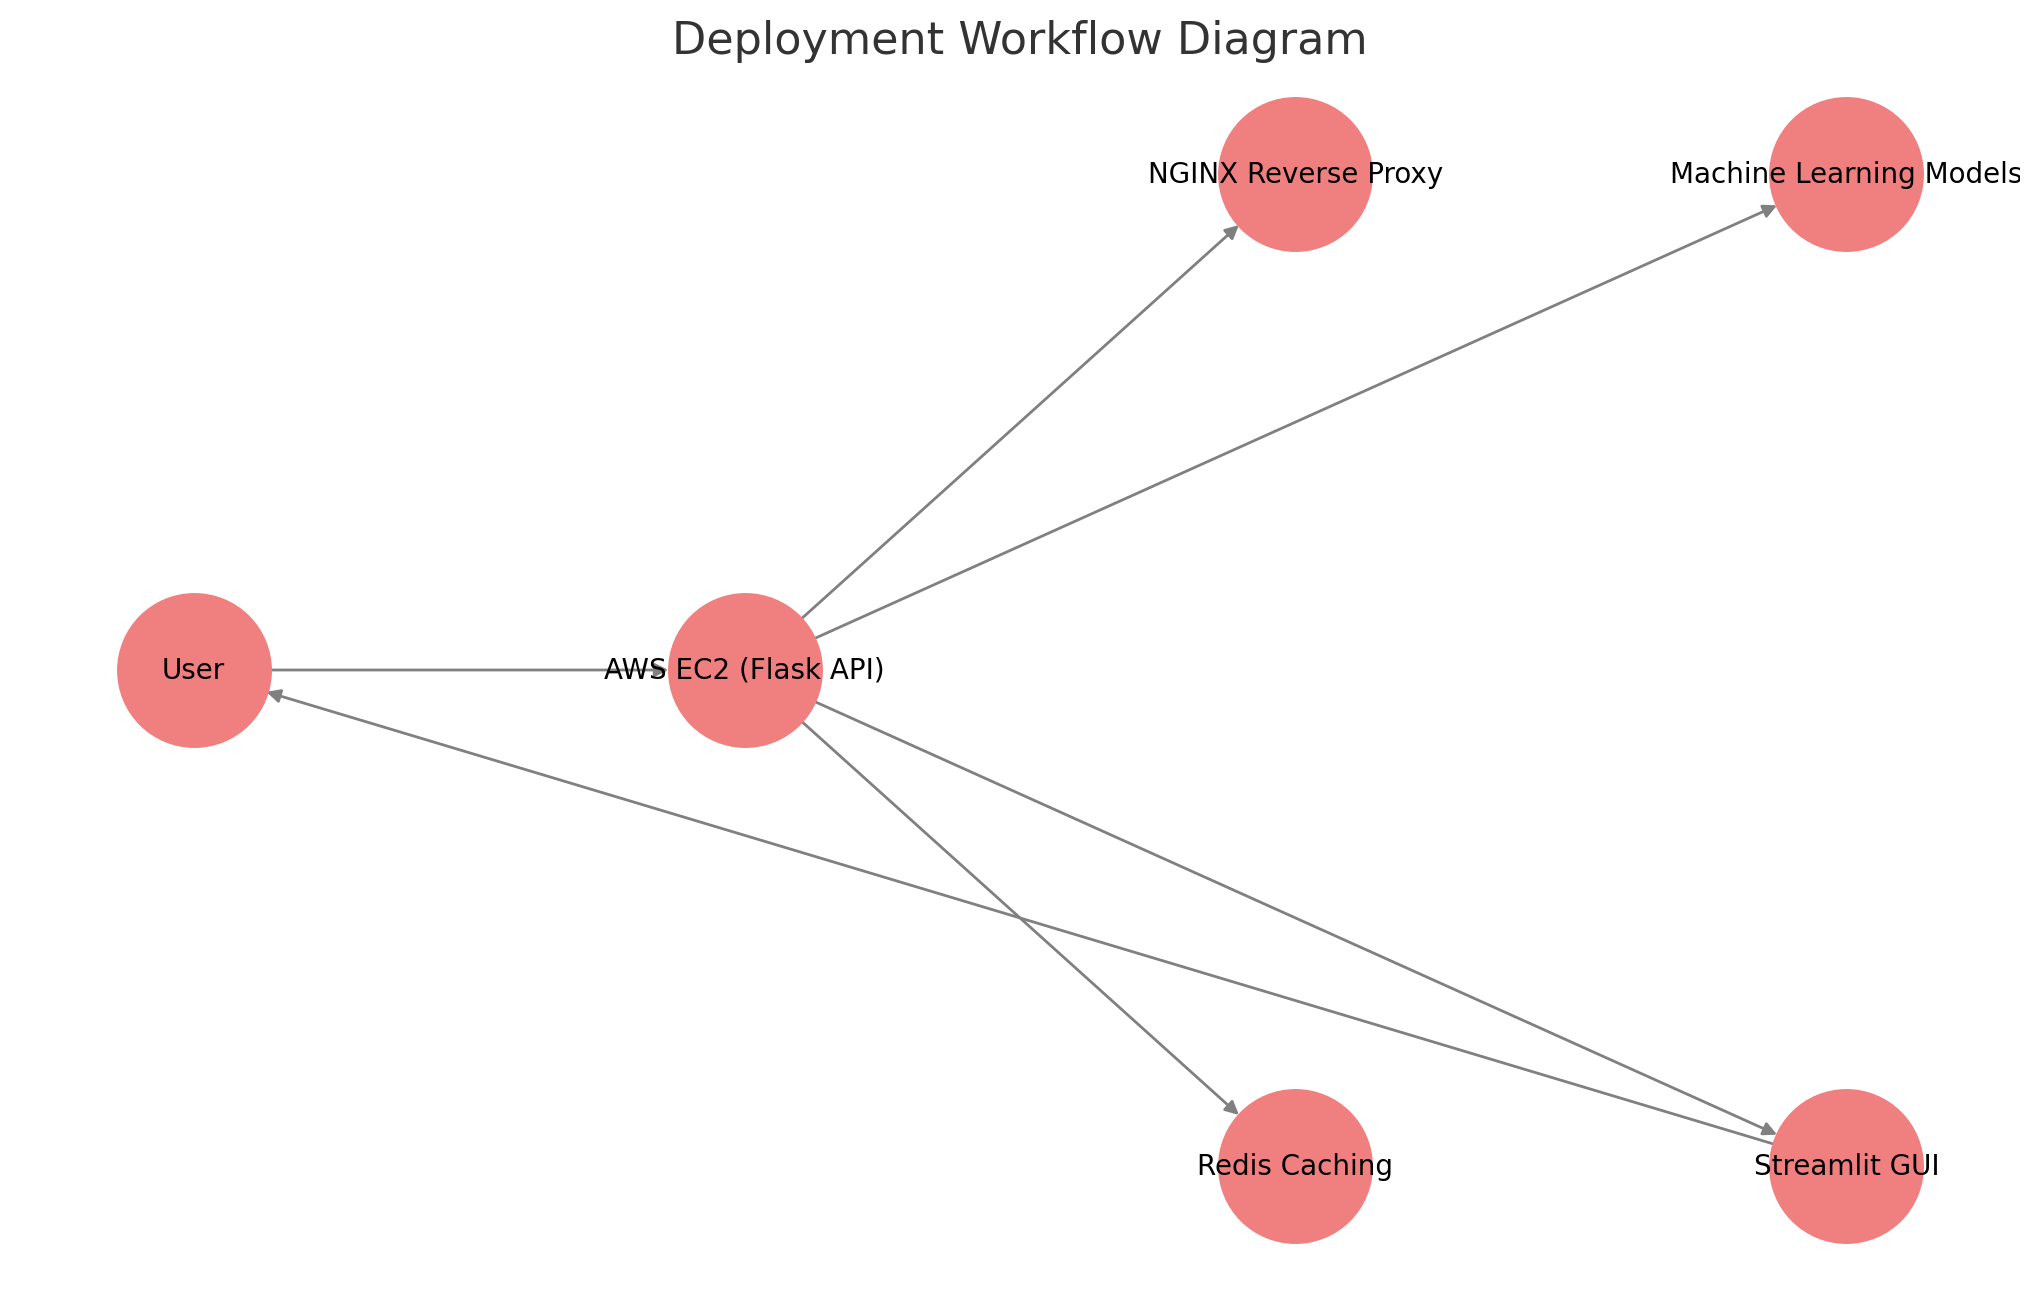 Deployment Workflow Diagram
NGINX Reverse Proxy
Machine Learning Models
User
AWS EC2 (Flask API)
Redis Caching
Streamlit GUI